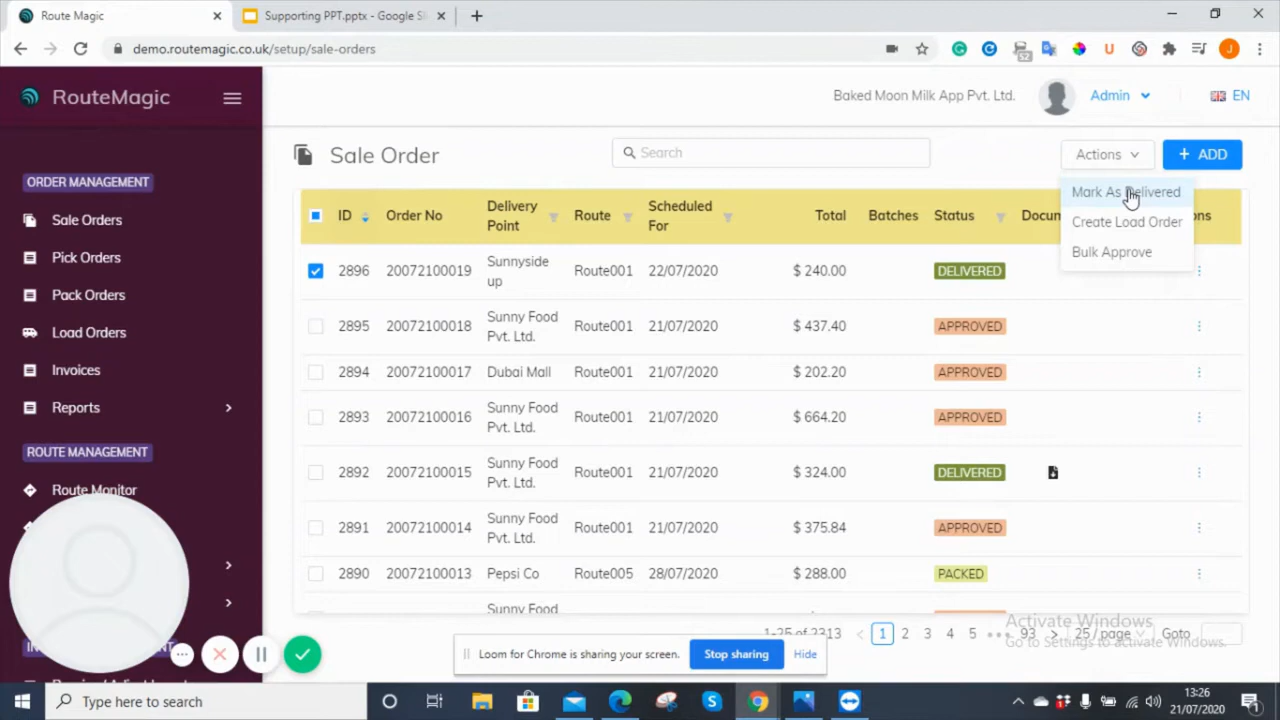 Route Magic
Supporting PPT.pptx - Google Sl
demo.routemagic.co.uk/setup/sale-orders
52
U
J
RouteMagic
Baked Moon Milk App Pvt. Ltd.
Admin
EN
ORDER MANAGEMENT
Sale Orders
Pick Orders
Pack Orders
Load Orders
Invoices
Reports
ROUTE MANAGEMENT
Route Monitor
Sale Order
Search
Actions
+ ADD
Mark As Delivered
Create Load Order
Bulk Approve
ID Order No Delivery Point Route Scheduled For Total Batches Status Docum ons
2896 20072100019 Sunnyside up Route001 22/07/2020 $ 240.00 DELIVERED
2895 20072100018 Sunny Food Pvt. Ltd. Route001 21/07/2020 $ 437.40 APPROVED
2894 20072100017 Dubai Mall Route001 21/07/2020 $ 202.20 APPROVED
2893 20072100016 Sunny Food Pvt. Ltd. Route001 21/07/2020 $ 664.20 APPROVED
2892 20072100015 Sunny Food Pvt. Ltd. Route001 21/07/2020 $ 324.00 DELIVERED
2891 20072100014 Sunny Food Pvt. Ltd. Route001 21/07/2020 $ 375.84 APPROVED
2890 20072100013 Pepsi Co Route005 28/07/2020 $ 288.00 PACKED
Sunny Food
1-25 of 2313 < 1 2 3 4 5 ••• 93 > 25 / page Goto
Activate Windows
Go to Settings to activate Windows.
Loom for Chrome is sharing your screen.
Stop sharing
Hide
Type here to search
13:26
21/07/2020
1